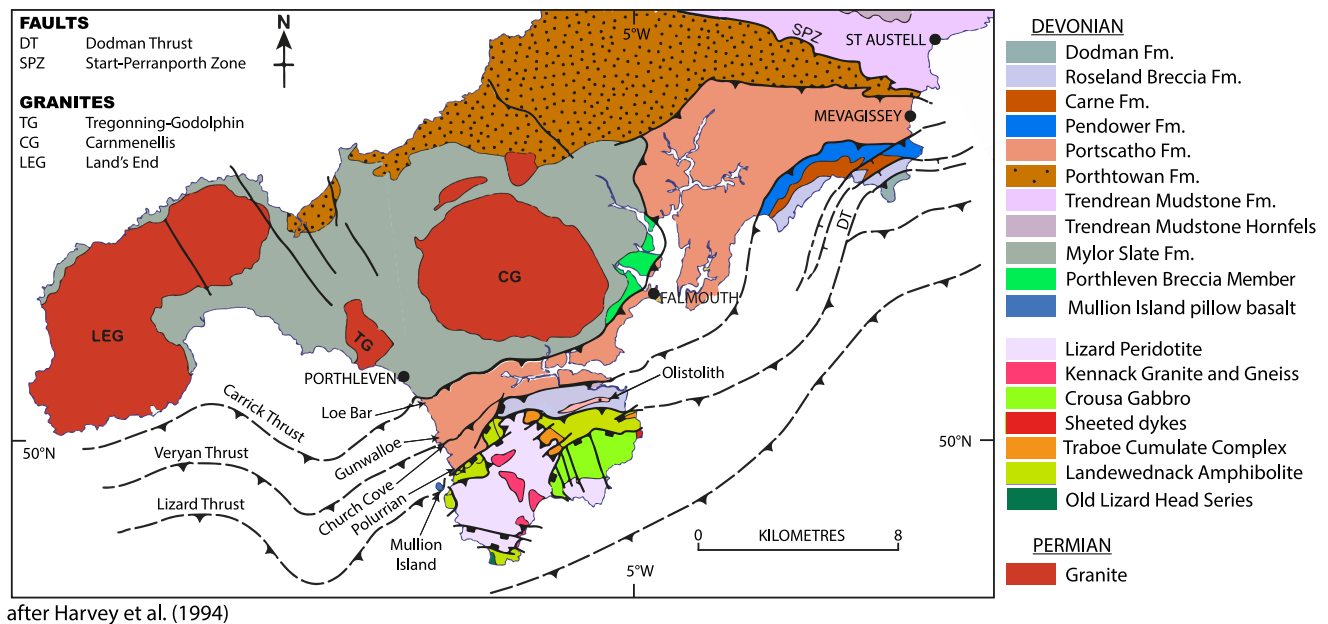 FAULTS
DT Dodman Thrust
SPZ Start-Perranporth Zone
GRANITES
TG Tregonning-Godolphin
CG Carnmenellis
LEG Land's End
N
5°W
SPZ
ST AUSTELL
MEVAGISSEY
DT
CG
FALMOUTH
LEG
TG
PORTHLEVEN
Olistolith
Loe Bar
Carrick Thrust
50°N
50°N
Gunwalloe
Veryan Thrust
Church Cove
Polurrian
Lizard Thrust
Mullion
Island
0 KILOMETRES 8
5°W
after Harvey et al. (1994)
DEVONIAN
Dodman Fm.
Roseland Breccia Fm.
Carne Fm.
Pendower Fm.
Portscatho Fm.
Porthtowan Fm.
Trendrean Mudstone Fm.
Trendrean Mudstone Hornfels
Mylor Slate Fm.
Porthleven Breccia Member
Mullion Island pillow basalt
Lizard Peridotite
Kennack Granite and Gneiss
Crousa Gabbro
Sheeted dykes
Traboe Cumulate Complex
Landewednack Amphibolite
Old Lizard Head Series
PERMIAN
Granite